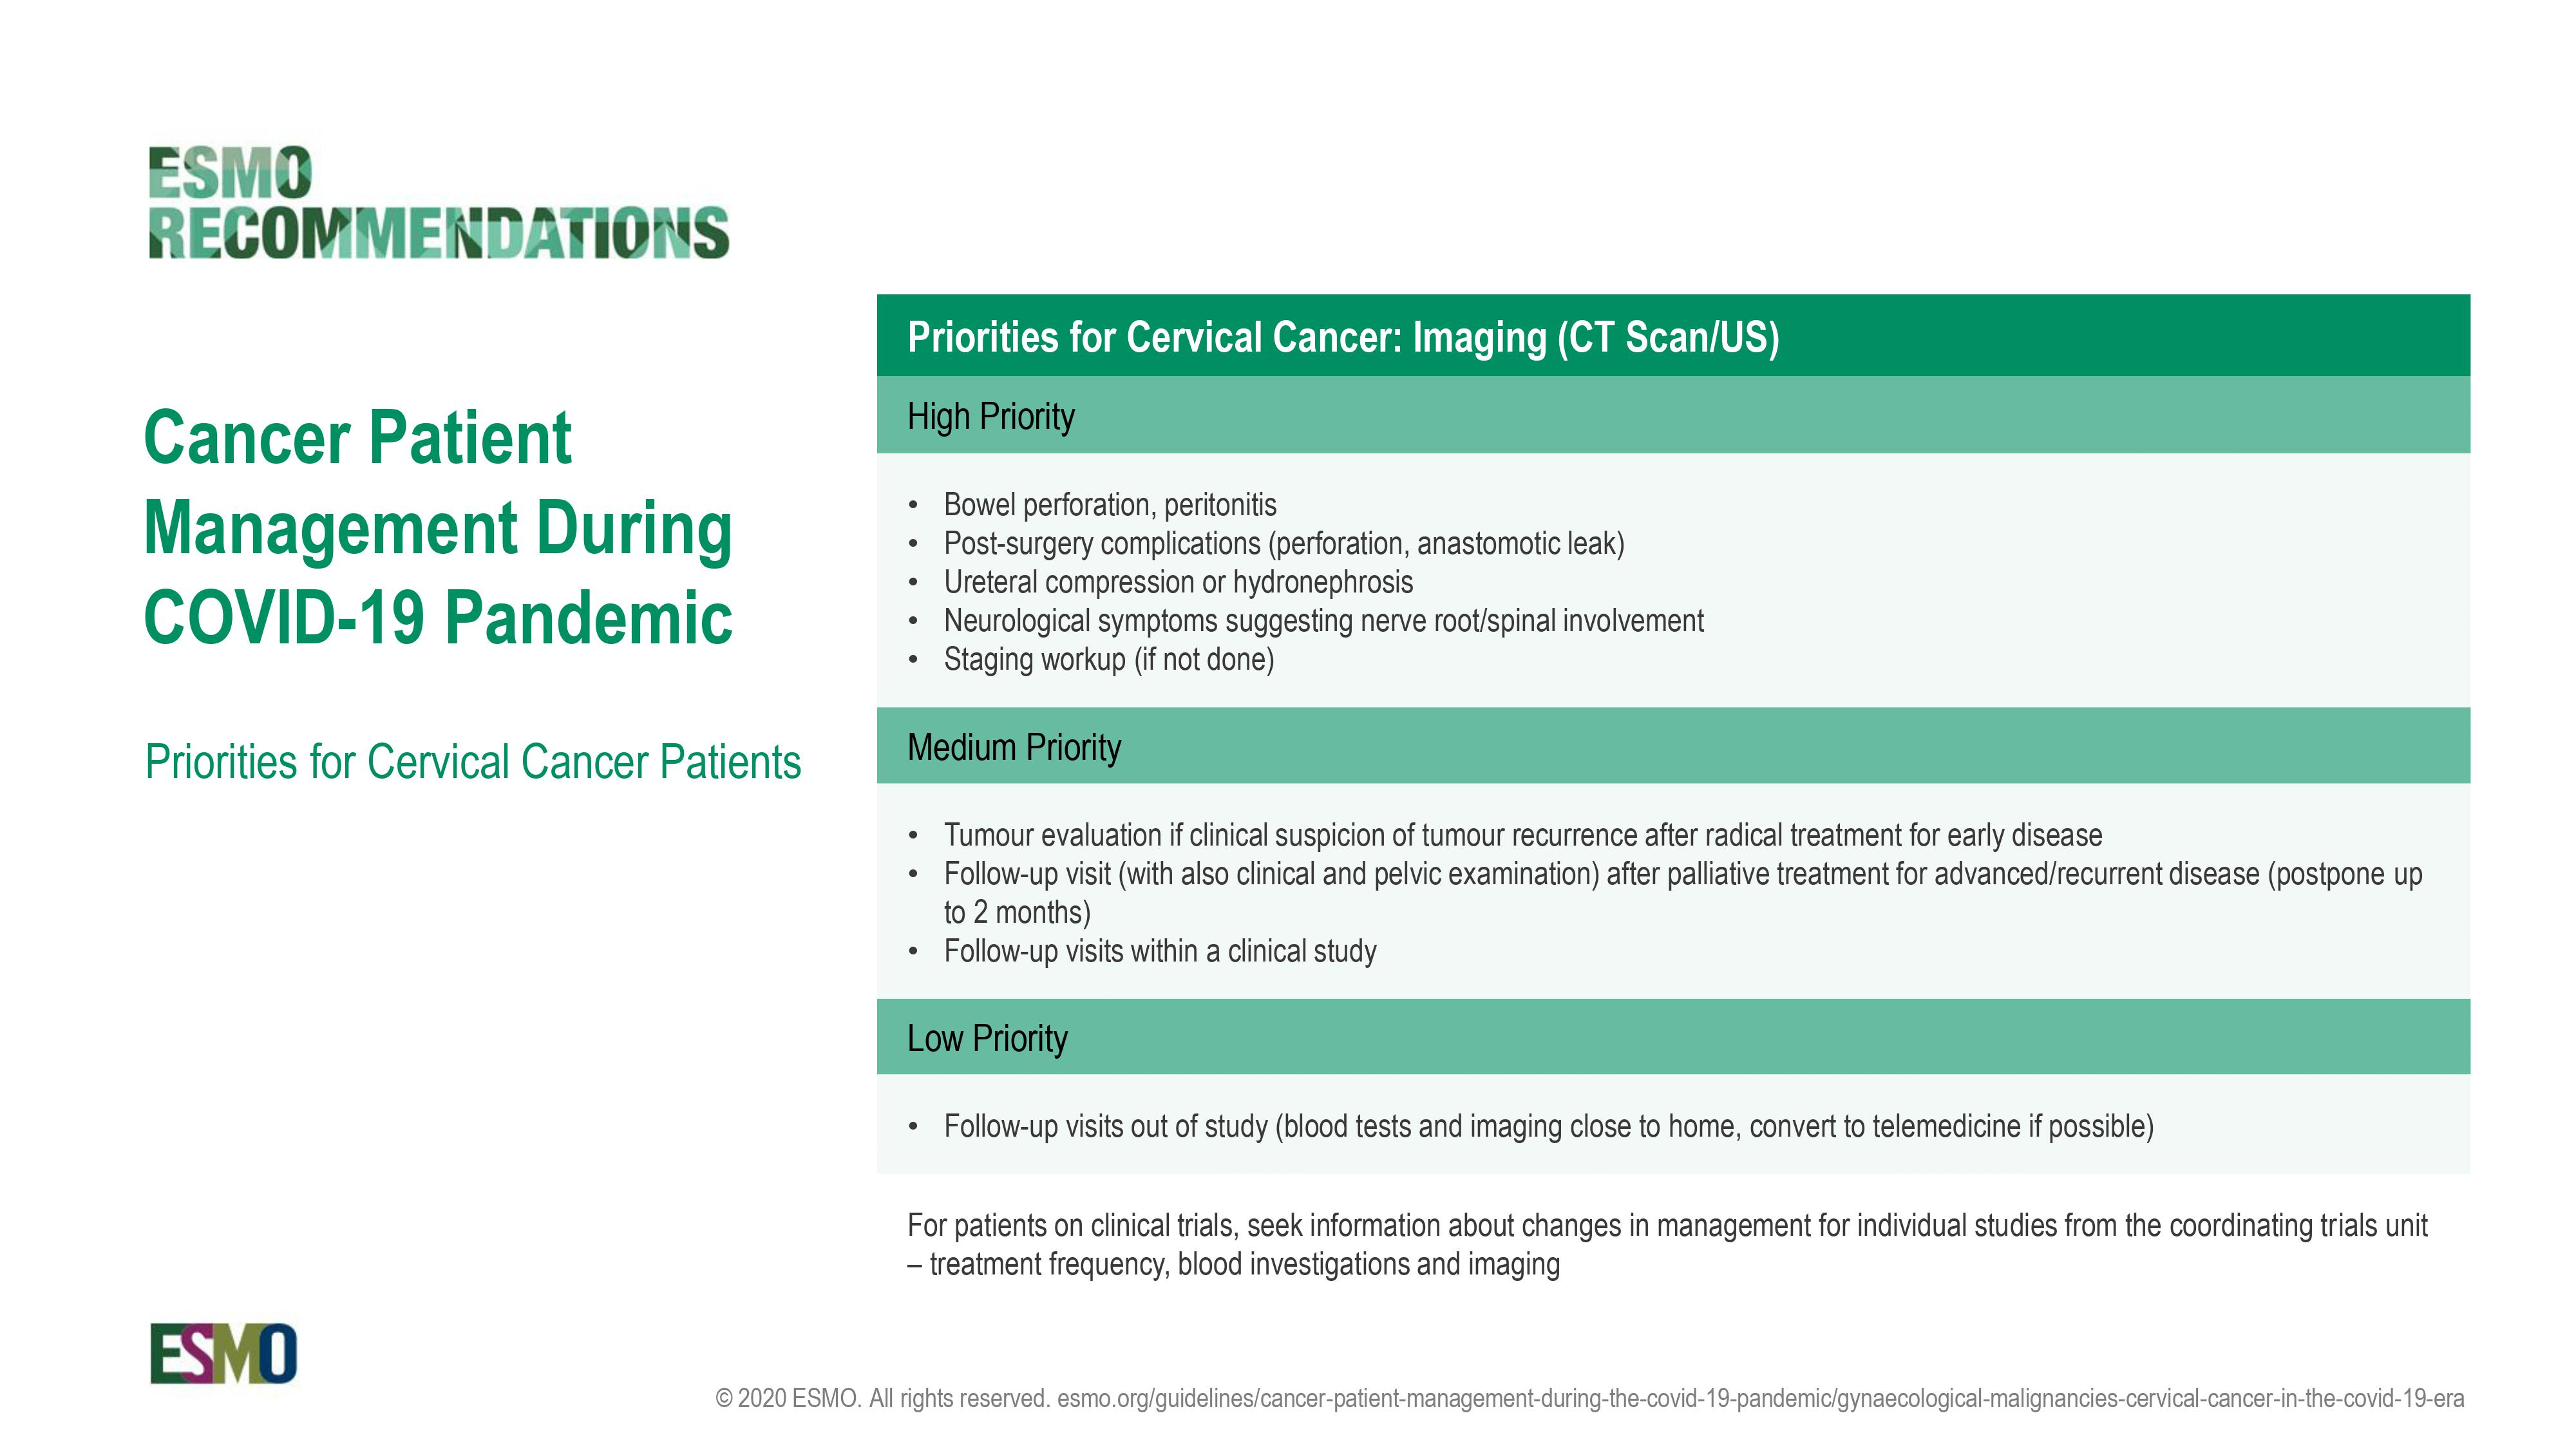 ESMO
RECOMMENDATIONS
Cancer Patient
Management During
COVID-19 Pandemic
Priorities for Cervical Cancer Patients
Priorities for Cervical Cancer: Imaging (CT Scan/US)
High Priority
• Bowel perforation, peritonitis
• Post-surgery complications (perforation, anastomotic leak)
• Ureteral compression or hydronephrosis
• Neurological symptoms suggesting nerve root/spinal involvement
• Staging workup (if not done)
Medium Priority
• Tumour evaluation if clinical suspicion of tumour recurrence after radical treatment for early disease
• Follow-up visit (with also clinical and pelvic examination) after palliative treatment for advanced/recurrent disease (postpone up
to 2 months)
• Follow-up visits within a clinical study
Low Priority
• Follow-up visits out of study (blood tests and imaging close to home, convert to telemedicine if possible)
For patients on clinical trials, seek information about changes in management for individual studies from the coordinating trials unit
– treatment frequency, blood investigations and imaging
ESMO
© 2020 ESMO. All rights reserved. esmo.org/guidelines/cancer-patient-management-during-the-covid-19-pandemic/gynaecological-malignancies-cervical-cancer-in-the-covid-19-era